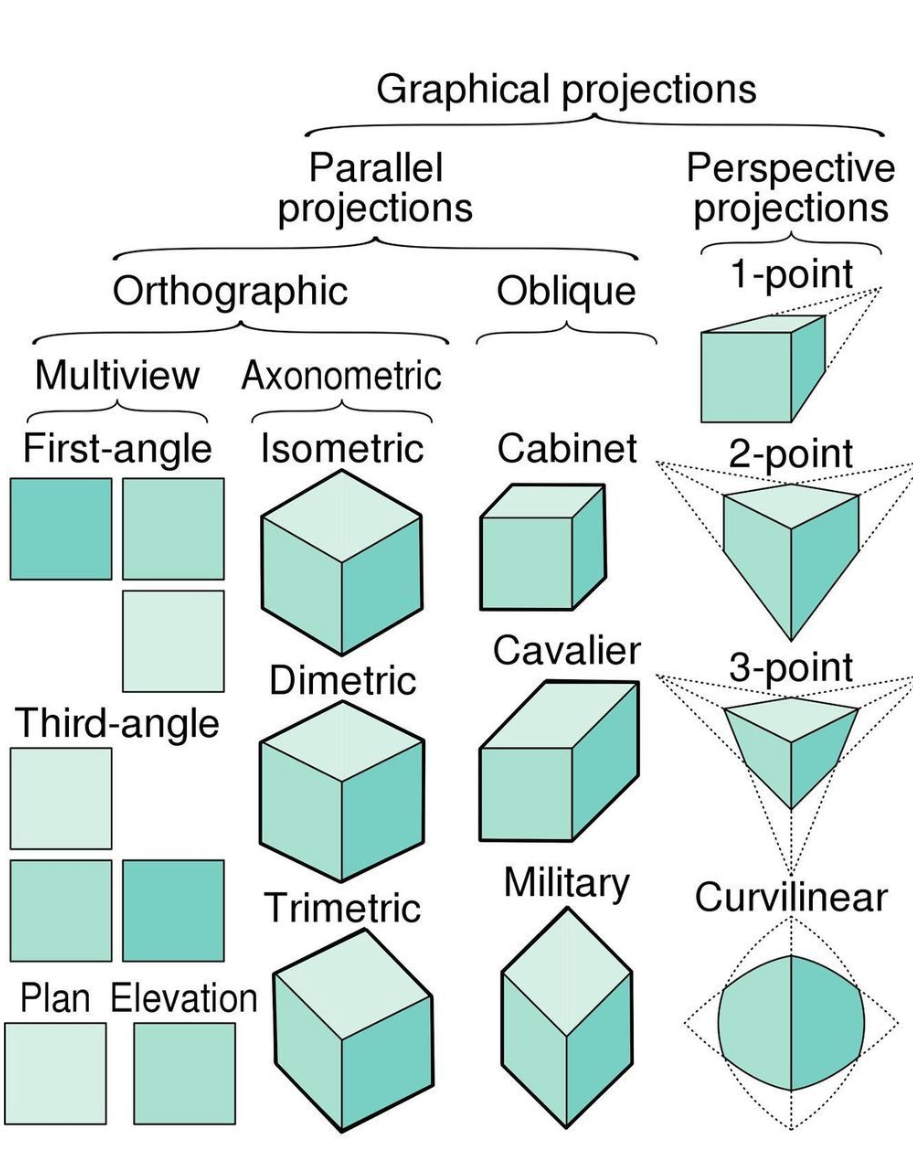 Graphical projections
Parallel
projections
Perspective
projections
Orthographic
Oblique
1-point
Multiview
Axonometric
First-angle
Isometric
Cabinet
2-point
Cavalier
3-point
Dimetric
Third-angle
Military
Curvilinear
Trimetric
Plan
Elevation